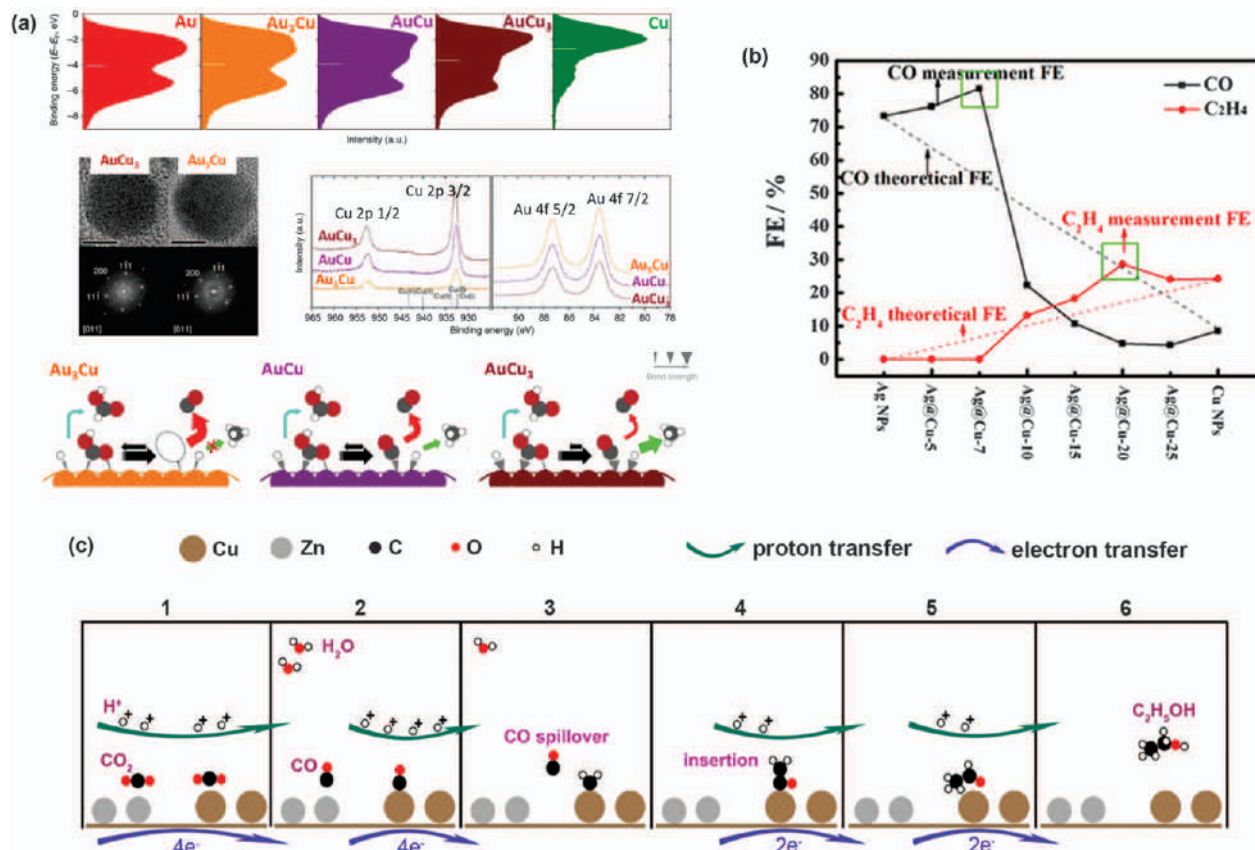 (a)
Au
Au₃Cu
AuCu
AuCu₃
Cu
Binding energy (E–E_F, eV)
0
−2
−4
−6
−8
Intensity (a.u.)
AuCu₃
Au₃Cu
200
11̄1
111̄
[011]
200
11̄1
111̄
[011]
Intensity (a.u.)
Cu 2p 1/2
Cu 2p 3/2
Au 4f 5/2
Au 4f 7/2
AuCu₃
AuCu
Au₃Cu
Au₃Cu
AuCu
AuCu₃
965 960 955 950 945 940 935 930
90 88 86 84 82 80 78
Binding energy (eV)
Au₃Cu
AuCu
AuCu₃
Bond strength
(b)
FE/ %
90
80
70
60
50
40
30
20
10
0
CO measurement FE
CO
C₂H₄
CO theoretical FE
C₂H₄ measurement FE
C₂H₄ theoretical FE
Ag NPs
Ag@Cu-5
Ag@Cu-7
Ag@Cu-10
Ag@Cu-15
Ag@Cu-20
Ag@Cu-25
Cu NPs
(c)
Cu
Zn
C
O
H
proton transfer
electron transfer
1
2
3
4
5
6
H₂O
H⁺
+ + + +
+ + + +
+ +
+ +
CO₂
CO
CO spillover
insertion
C₂H₅OH
4e-
4e-
2e-
2e-